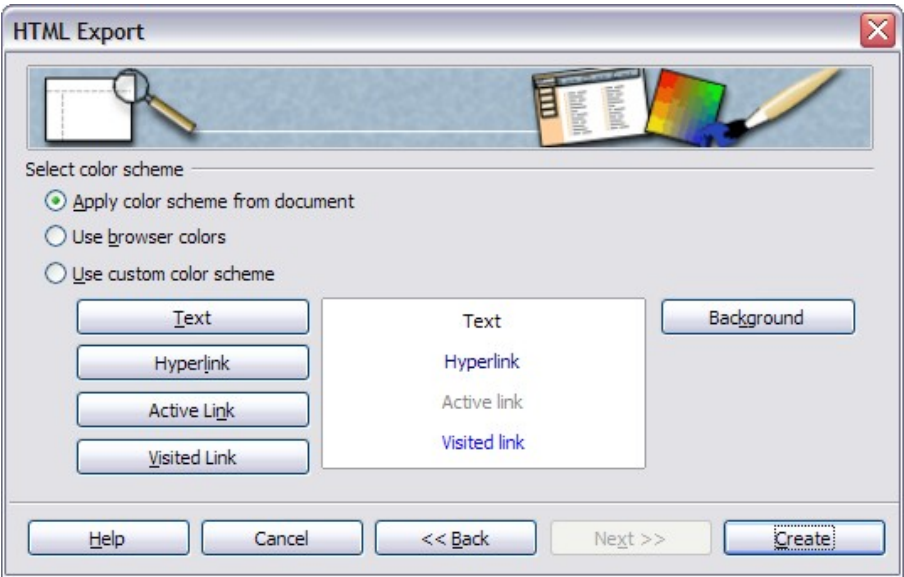 HTML Export
Select color scheme
Apply color scheme from document
Use browser colors
Use custom color scheme
Text
Text
Background
Hyperlink
Hyperlink
Active Link
Active link
Visited Link
Visited link
Help
Cancel
<< Back
Next >>
Create